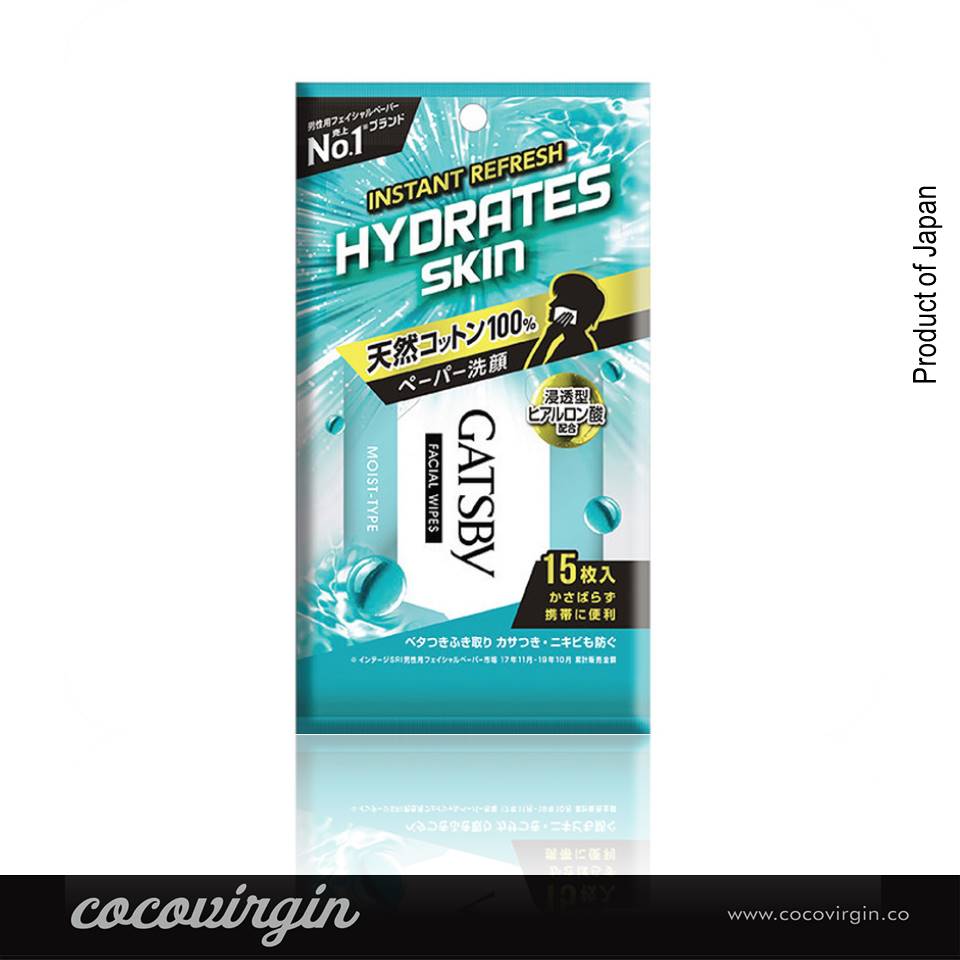 男性用フェイシャルペーパー
売上
No.1※ブランド
INSTANT REFRESH
HYDRATES
SKIN
天然コットン100%
ペーパー洗顔
浸透型
ヒアルロン酸
配合
GATSBY
FACIAL WIPES
MOIST-TYPE
15枚入
かさばらず
携帯に便利
ベタつきふき取り カサつき・ニキビも防ぐ
※インテージSRI男性用フェイシャルペーパー市場 17年11月-19年10月 累計販売金額
Product of Japan
cocovirgin
www.cocovirgin.co